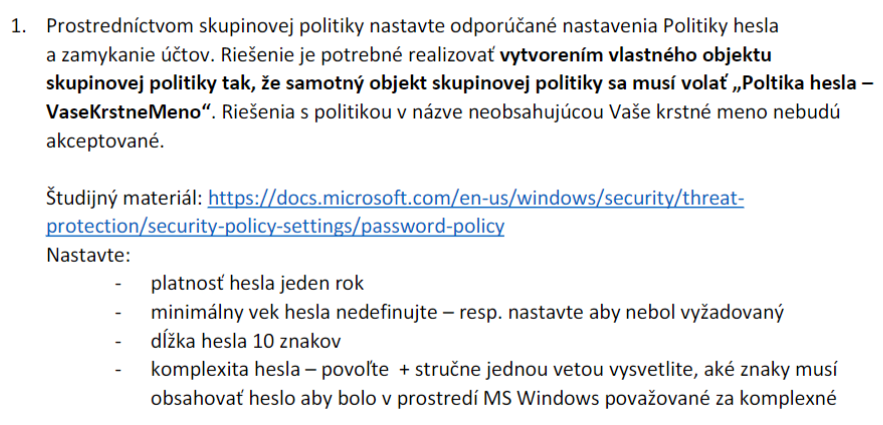 1. Prostredníctvom skupinovej politiky nastavte odporúčané nastavenia Politiky hesla
a zamykanie účtov. Riešenie je potrebné realizovať vytvorením vlastného objektu
skupinovej politiky tak, že samotný objekt skupinovej politiky sa musí volať „Poltika hesla –
VaseKrstneMeno“. Riešenia s politikou v názve neobsahujúcou Vaše krstné meno nebudú
akceptované.
Študijný materiál: https://docs.microsoft.com/en-us/windows/security/threat-
protection/security-policy-settings/password-policy
Nastavte:
- platnosť hesla jeden rok
- minimálny vek hesla nedefinujte – resp. nastavte aby nebol vyžadovaný
- dĺžka hesla 10 znakov
- komplexita hesla – povoľte + stručne jednou vetou vysvetlite, aké znaky musí
obsahovať heslo aby bolo v prostredí MS Windows považované za komplexné